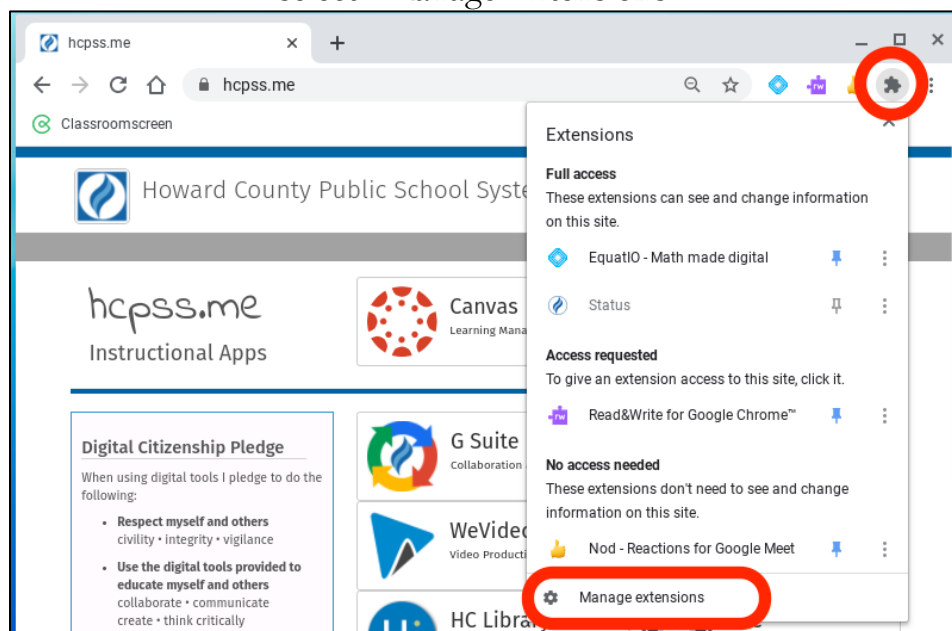 hcpss.me
hcpss.me
rw
Classroomscreen
Howard County Public School Syste
hcpss.me
Instructional Apps
Canvas
Learning Mana
Digital Citizenship Pledge
When using digital tools I pledge to do the
following:
• Respect myself and others
civility • integrity • vigilance
• Use the digital tools provided to
educate myself and others
collaborate • communicate
create • think critically
G Suite
Collaboration
WeVideo
Video Producti
HC Libra
Extensions
Full access
These extensions can see and change information
on this site.
EquatIO - Math made digital
Status
Access requested
To give an extension access to this site, click it.
rw
Read&Write for Google Chrome™
No access needed
These extensions don't need to see and change
information on this site.
Nod - Reactions for Google Meet
Manage extensions